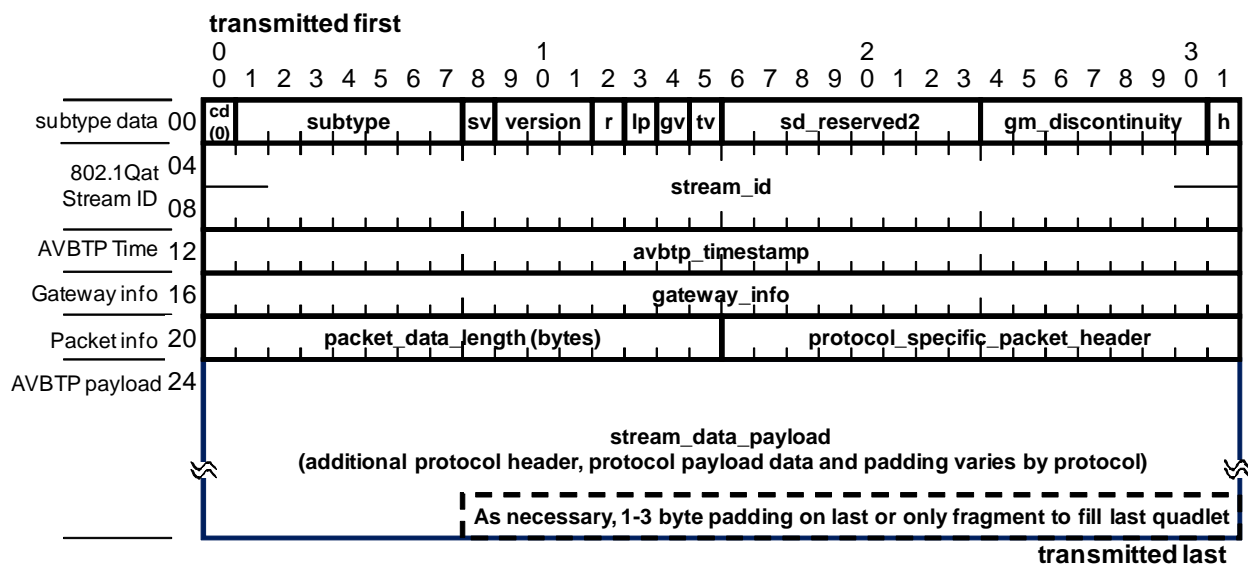 transmitted first
0 1 2 3
0 1 2 3 4 5 6 7 8 9 0 1 2 3 4 5 6 7 8 9 0 1 2 3 4 5 6 7 8 9 0 1
subtype data 00 cd (0) subtype sv version r lp gv tv sd_reserved2 gm_discontinuity h
802.1Qat Stream ID 04 08 stream_id
AVBTP Time 12 avbtp_timestamp
Gateway info 16 gateway_info
Packet info 20 packet_data_length (bytes) protocol_specific_packet_header
AVBTP payload 24
stream_data_payload
(additional protocol header, protocol payload data and padding varies by protocol)
As necessary, 1-3 byte padding on last or only fragment to fill last quadlet
transmitted last